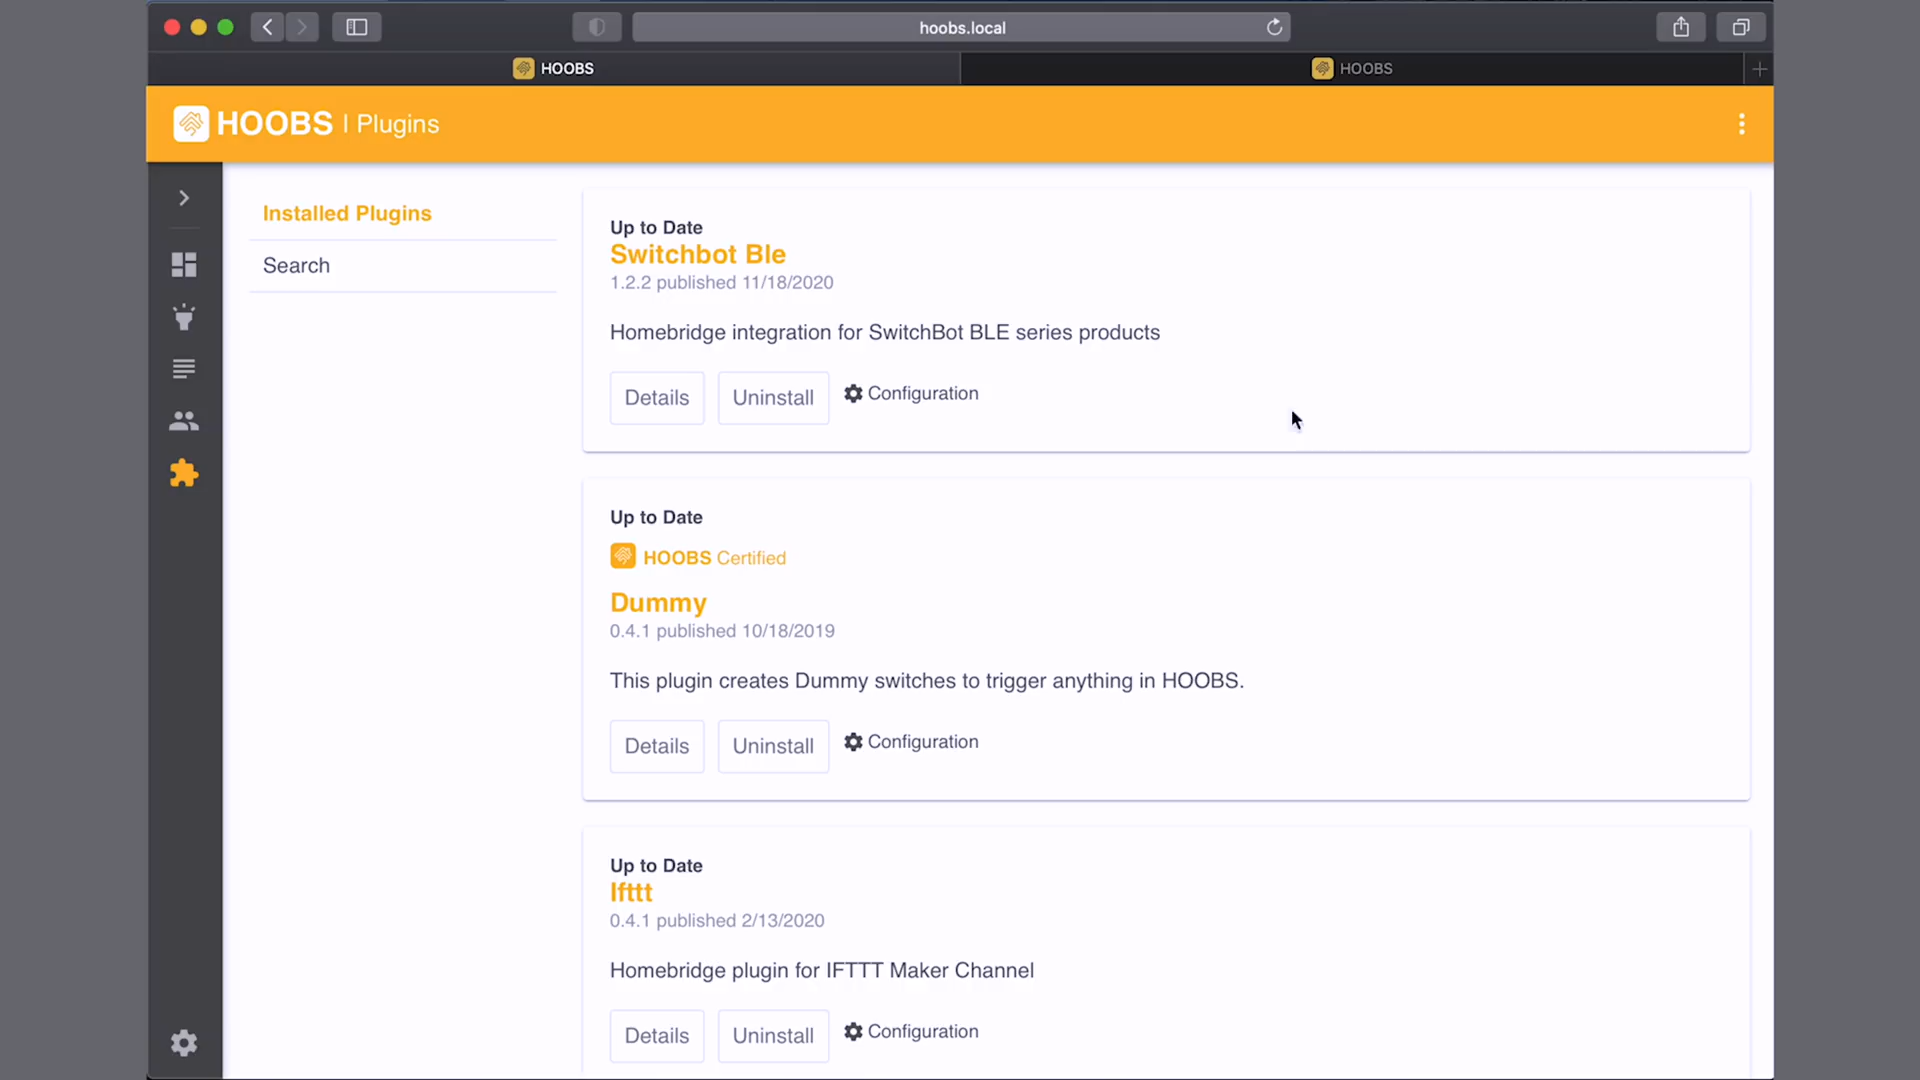 hoobs.local
HOOBS
HOOBS
HOOBS | Plugins
Installed Plugins
Search
Up to Date
Switchbot Ble
1.2.2 published 11/18/2020
Homebridge integration for SwitchBot BLE series products
Details
Uninstall
Configuration
Up to Date
HOOBS Certified
Dummy
0.4.1 published 10/18/2019
This plugin creates Dummy switches to trigger anything in HOOBS.
Details
Uninstall
Configuration
Up to Date
Ifttt
0.4.1 published 2/13/2020
Homebridge plugin for IFTTT Maker Channel
Details
Uninstall
Configuration